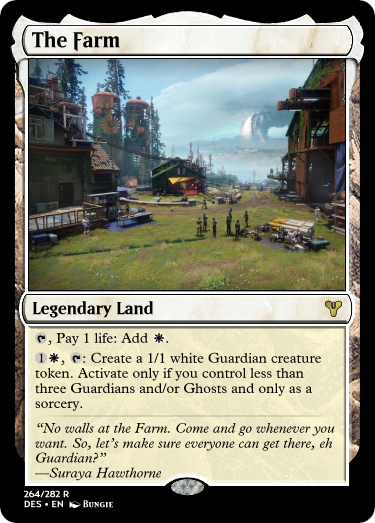 The Farm
Legendary Land
, Pay 1 life: Add .
1 , : Create a 1/1 white Guardian creature
token. Activate only if you control less than
three Guardians and/or Ghosts and only as a
sorcery.
“No walls at the Farm. Come and go whenever you
want. So, let’s make sure everyone can get there, eh
Guardian?”
—Suraya Hawthorne
264/282 R
DES • EN Bungie